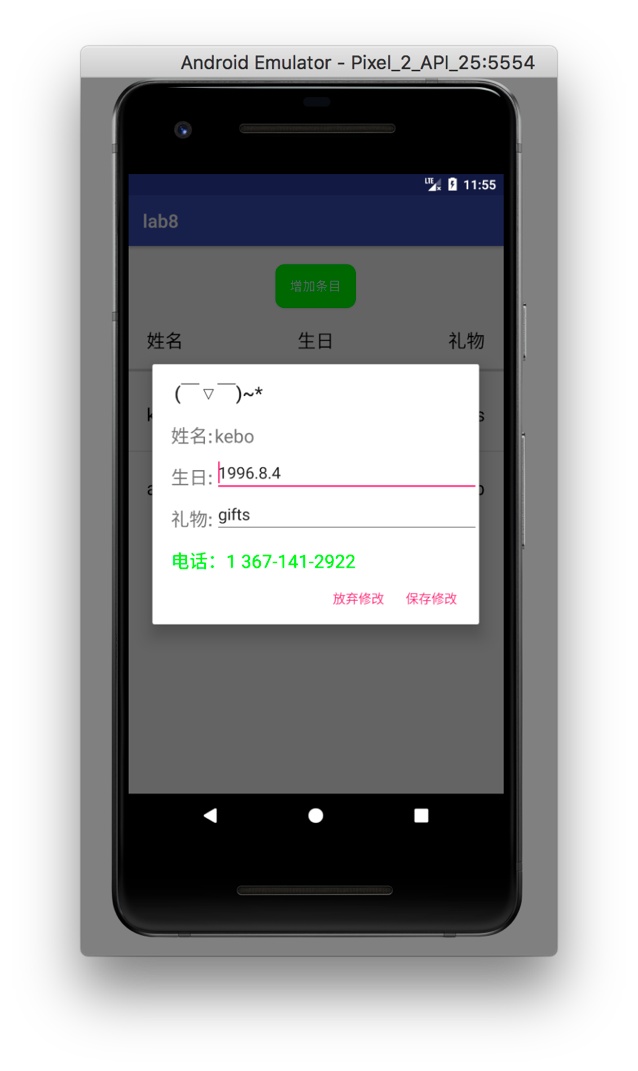 Android Emulator - Pixel_2_API_25:5554
LTE 11:55
lab8
增加条目
姓名 生日 礼物
(￣▽￣)~*
姓名:kebo
生日: 1996.8.4
礼物: gifts
电话：1 367-141-2922
放弃修改 保存修改